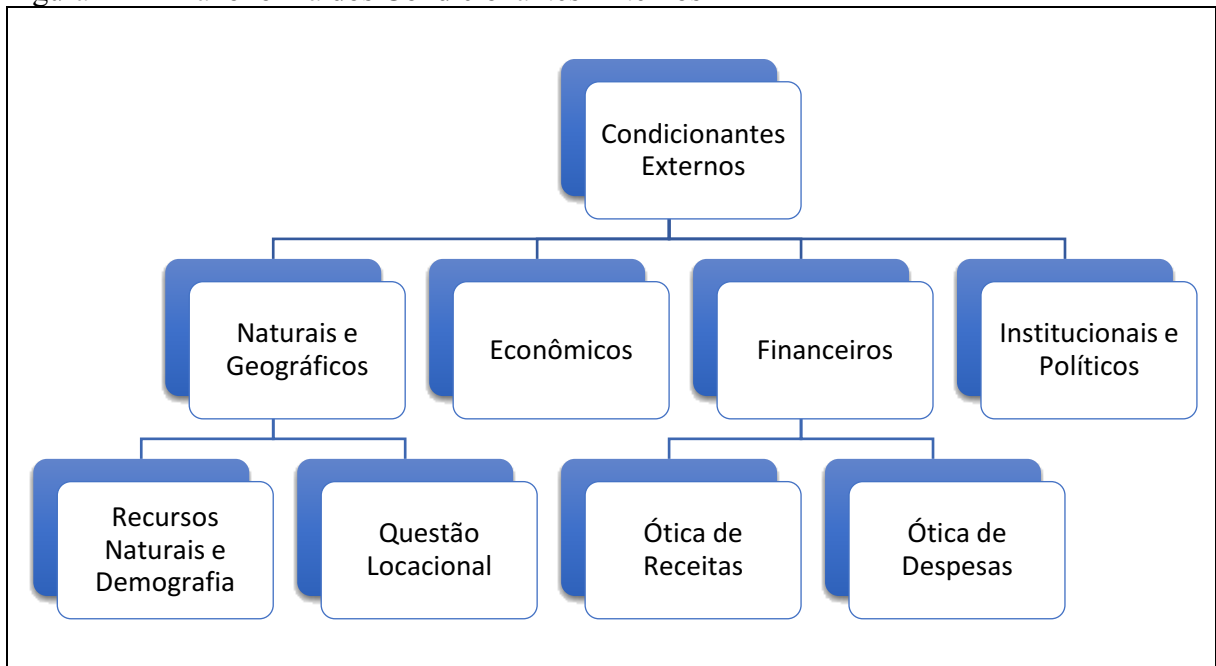 Condicionantes
Externos
Naturais e
Geográficos
Econômicos
Financeiros
Institucionais e
Políticos
Recursos
Naturais e
Demografia
Questão
Locacional
Ótica de
Receitas
Ótica de
Despesas